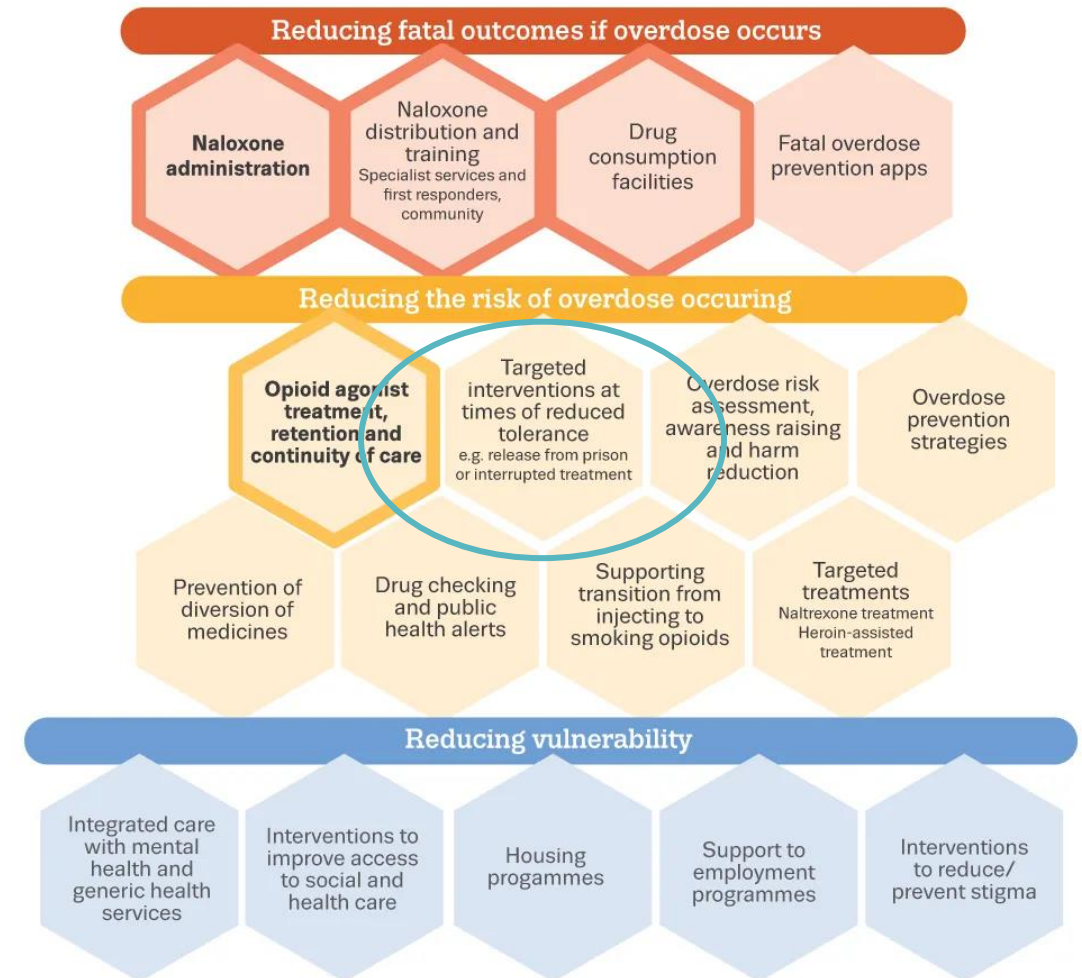 Reducing fatal outcomes if overdose occurs
Naloxone
administration
Naloxone
distribution and
training
Specialist services and
first responders,
community
Drug
consumption
facilities
Fatal overdose
prevention apps
Reducing the risk of overdose occuring
Opioid agonist
treatment,
retention and
continuity of care
Targeted
interventions at
times of reduced
tolerance
e.g. release from prison
or interrupted treatment
Overdose risk
assessment,
awareness raising
and harm
reduction
Overdose
prevention
strategies
Prevention of
diversion of
medicines
Drug checking
and public
health alerts
Supporting
transition from
injecting to
smoking opioids
Targeted
treatments
Naltrexone treatment
Heroin-assisted
treatment
Reducing vulnerability
Integrated care
with mental
health and
generic health
services
Interventions to
improve access
to social and
health care
Housing
progammes
Support to
employment
programmes
Interventions
to reduce/
prevent stigma